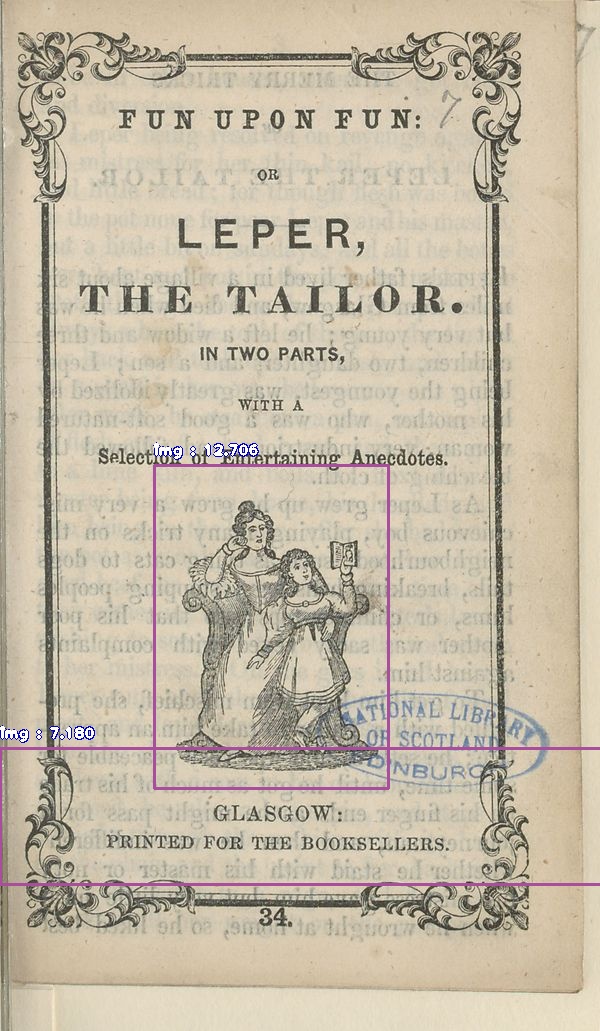 FUN UPON FUN: 7
OR
LEPER,
THE TAILOR.
IN TWO PARTS,
WITH A
img : 12.706
Selection of Entertaining Anecdotes.
NATIONAL LIBRARY
OF SCOTLAND
EDINBURGH
img : 7.180
GLASGOW:
PRINTED FOR THE BOOKSELLERS.
34.